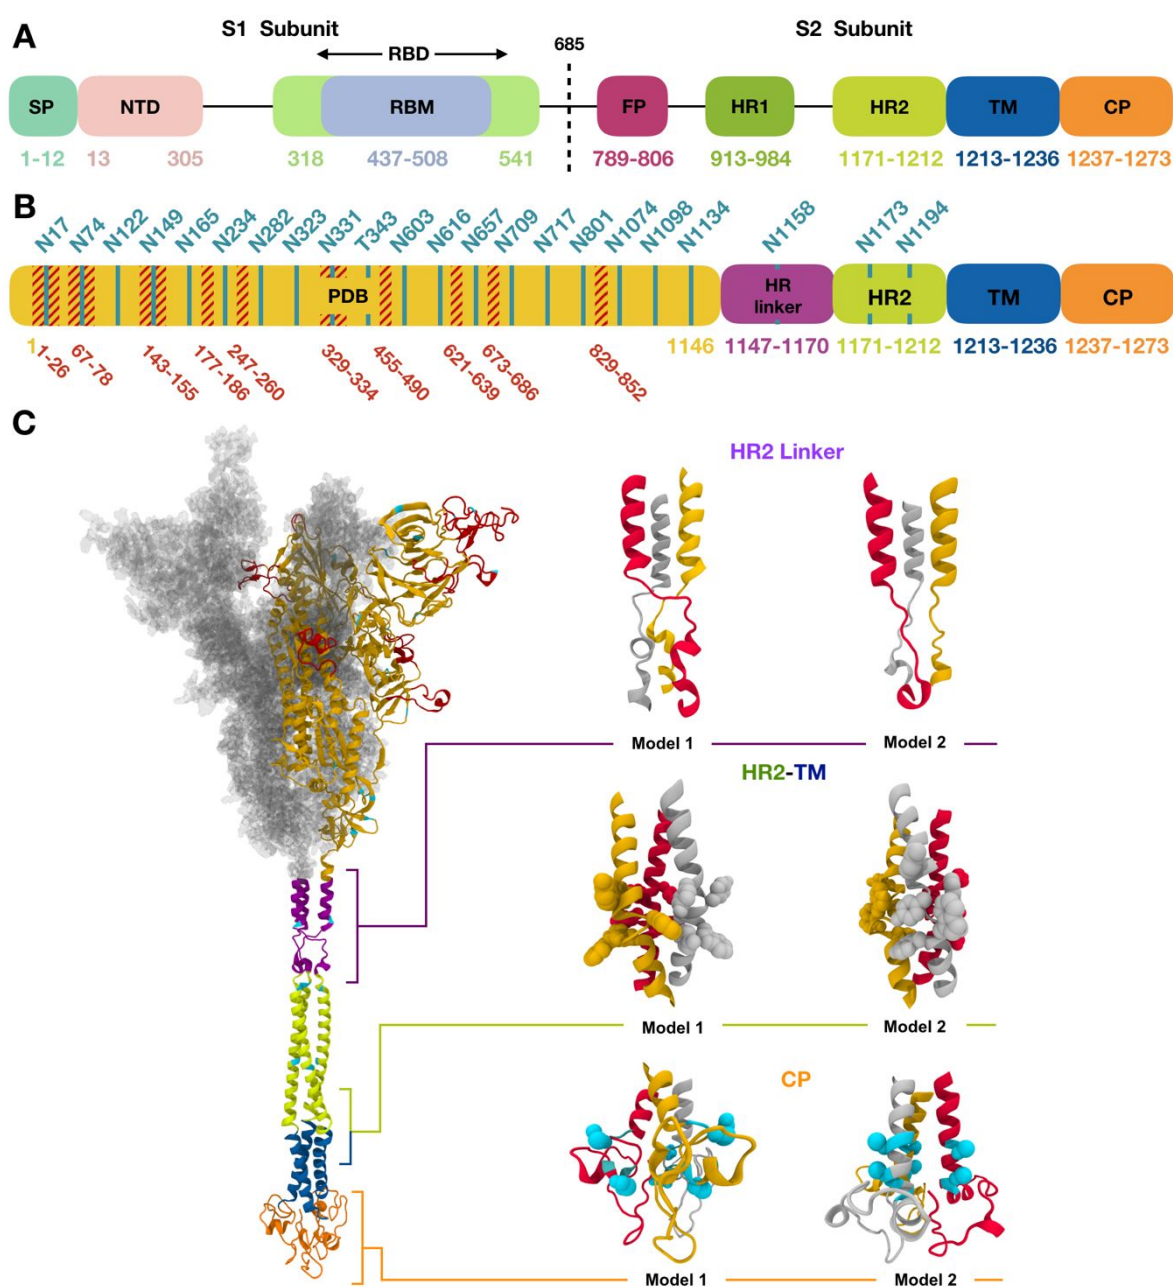 A
S1 Subunit
S2 Subunit
RBD
685
SP
NTD
RBM
FP
HR1
HR2
TM
CP
1-12
13
305
318
437-508
541
789-806
913-984
1171-1212
1213-1236
1237-1273
B
N17
N74
N122
N149
N165
N234
N282
N323
N331
T343
N603
N616
N657
N709
N717
N801
N1074
N1098
N1134
N1158
N1173
N1194
PDB
HR
linker
HR2
TM
CP
1
1146
1147-1170
1171-1212
1213-1236
1237-1273
1-26
67-78
143-155
177-186
247-260
329-334
455-490
621-639
673-686
829-852
C
HR2 Linker
Model 1
Model 2
HR2-TM
Model 1
Model 2
CP
Model 1
Model 2